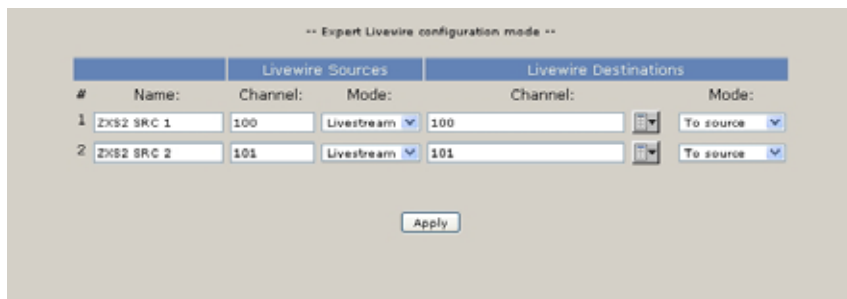 -- Expert Livewire configuration mode --
Livewire Sources Livewire Destinations
# Name: Channel: Mode: Channel: Mode:
1 ZXS2 SRC 1 100 Livestream 100 To source
2 ZXS2 SRC 2 101 Livestream 101 To source
Apply